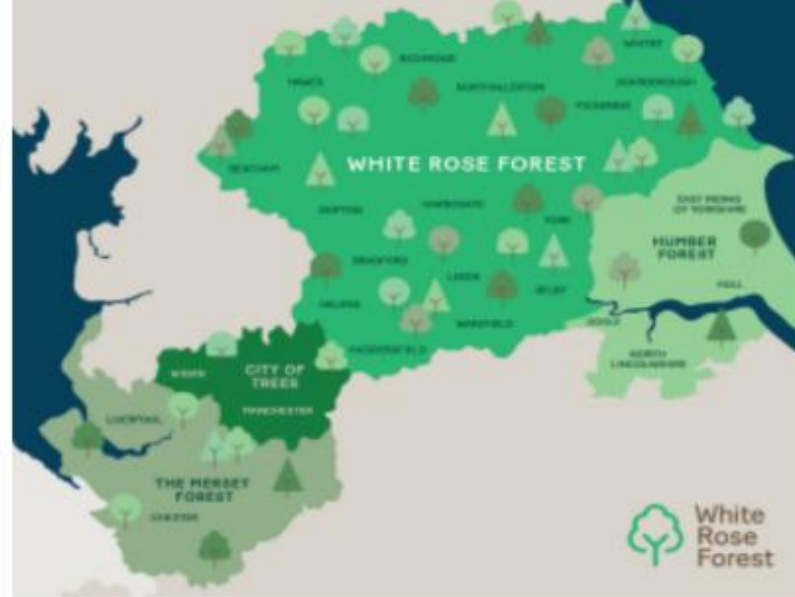 WHITBY
RICHMOND
SCARBOROUGH
HAWES
NORTHALLERTON
PICKERING
WHITE ROSE FOREST
BENTHAM
EAST RIDING
OF YORKSHIRE
SKIPTON
HARROGATE
YORK
HUMBER
FOREST
BRADFORD
LEEDS
SELBY
HULL
HALIFAX
GOOLE
WAKEFIELD
HUDDERSFIELD
NORTH
LINCOLNSHIRE
WIGAN
CITY OF
TREES
MANCHESTER
LIVERPOOL
THE MERSEY
FOREST
CHESTER
White
Rose
Forest